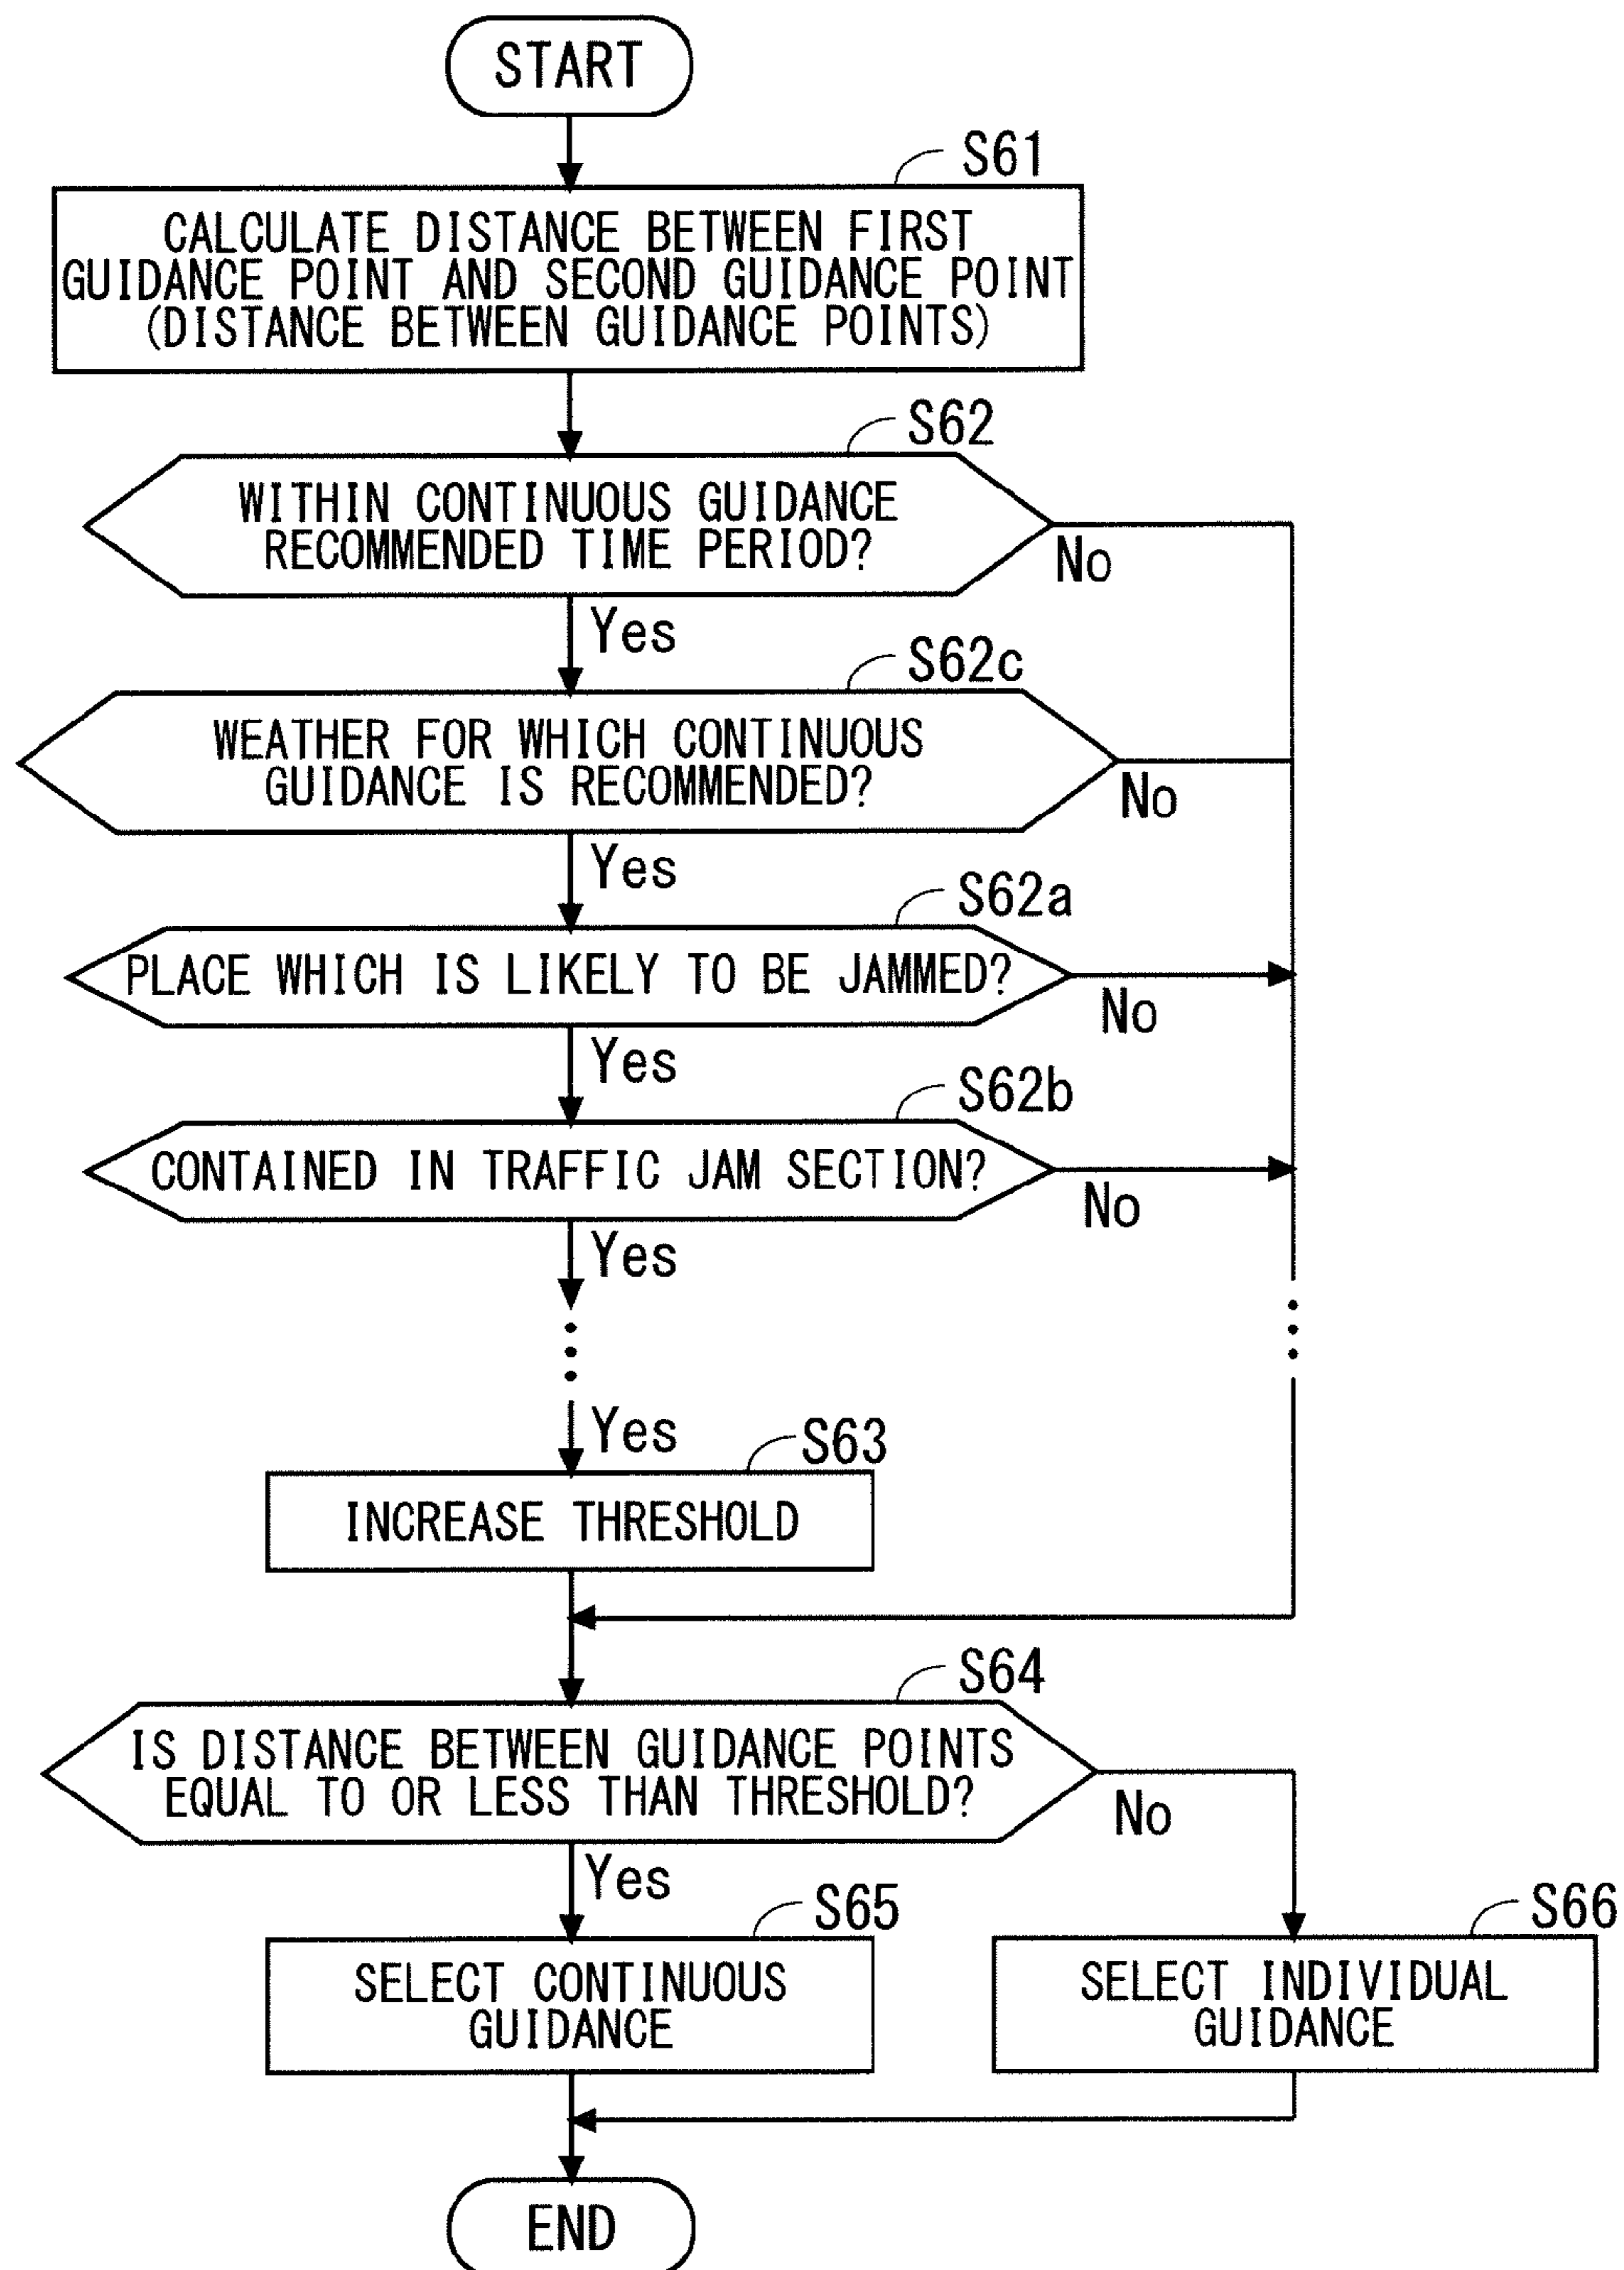 START
S61
CALCULATE DISTANCE BETWEEN FIRST
GUIDANCE POINT AND SECOND GUIDANCE POINT
(DISTANCE BETWEEN GUIDANCE POINTS)
S62
WITHIN CONTINUOUS GUIDANCE
RECOMMENDED TIME PERIOD?
No
Yes
S62c
WEATHER FOR WHICH CONTINUOUS
GUIDANCE IS RECOMMENDED?
No
Yes
S62a
PLACE WHICH IS LIKELY TO BE JAMMED?
No
Yes
S62b
CONTAINED IN TRAFFIC JAM SECTION?
No
Yes
Yes
S63
INCREASE THRESHOLD
S64
IS DISTANCE BETWEEN GUIDANCE POINTS
EQUAL TO OR LESS THAN THRESHOLD?
No
Yes
S65
SELECT CONTINUOUS
GUIDANCE
S66
SELECT INDIVIDUAL
GUIDANCE
END